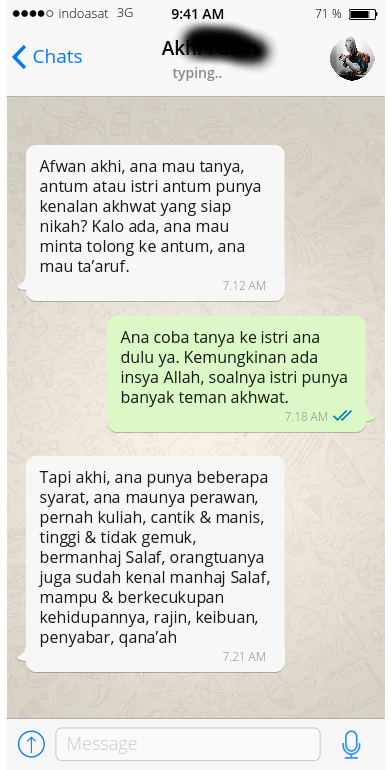 indoasat 3G 9:41 AM 71 %
Chats
Akhi
typing..
Afwan akhi, ana mau tanya,
antum atau istri antum punya
kenalan akhwat yang siap
nikah? Kalo ada, ana mau
minta tolong ke antum, ana
mau ta’aruf.
7.12 AM
Ana coba tanya ke istri ana
dulu ya. Kemungkinan ada
insya Allah, soalnya istri punya
banyak teman akhwat.
7.18 AM
Tapi akhi, ana punya beberapa
syarat, ana maunya perawan,
pernah kuliah, cantik & manis,
tinggi & tidak gemuk,
bermanhaj Salaf, orangtuanya
juga sudah kenal manhaj Salaf,
mampu & berkecukupan
kehidupannya, rajin, keibuan,
penyabar, qana’ah
7.21 AM
Message